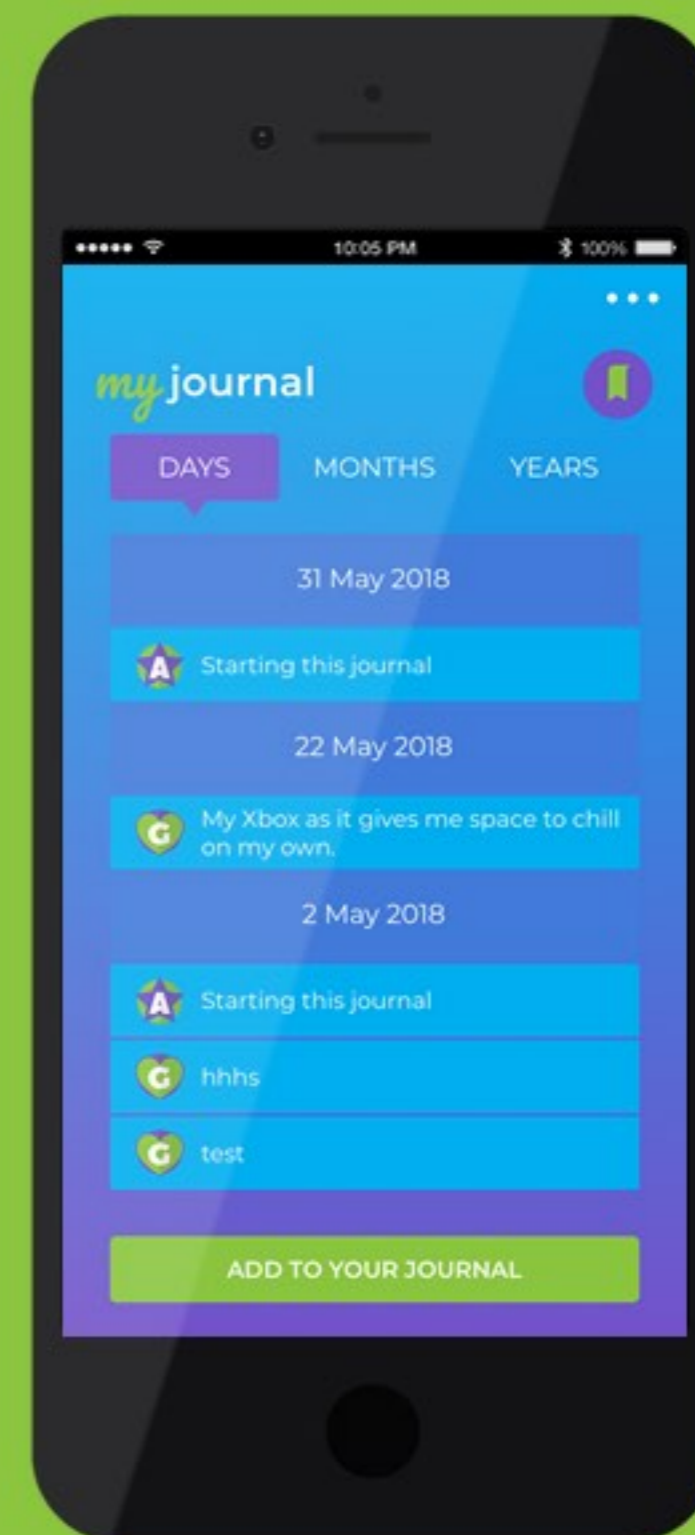 10:05 PM
100%
my journal
DAYS MONTHS YEARS
31 May 2018
A Starting this journal
22 May 2018
G My Xbox as it gives me space to chill
on my own.
2 May 2018
A Starting this journal
G hhhs
G test
ADD TO YOUR JOURNAL